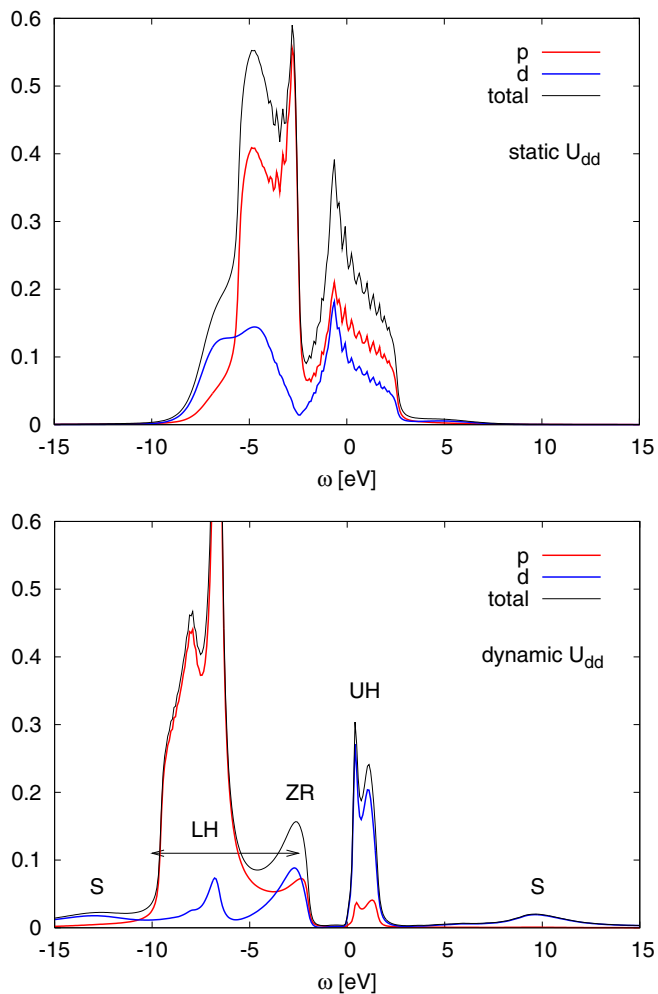 0.6
p
d
total
0.5
static U_dd
0.4
0.3
0.2
0.1
0
-15 -10 -5 0 5 10 15
ω [eV]
0.6
p
d
total
0.5
dynamic U_dd
0.4
UH
0.3
0.2
ZR
LH
0.1
S S
0
-15 -10 -5 0 5 10 15
ω [eV]